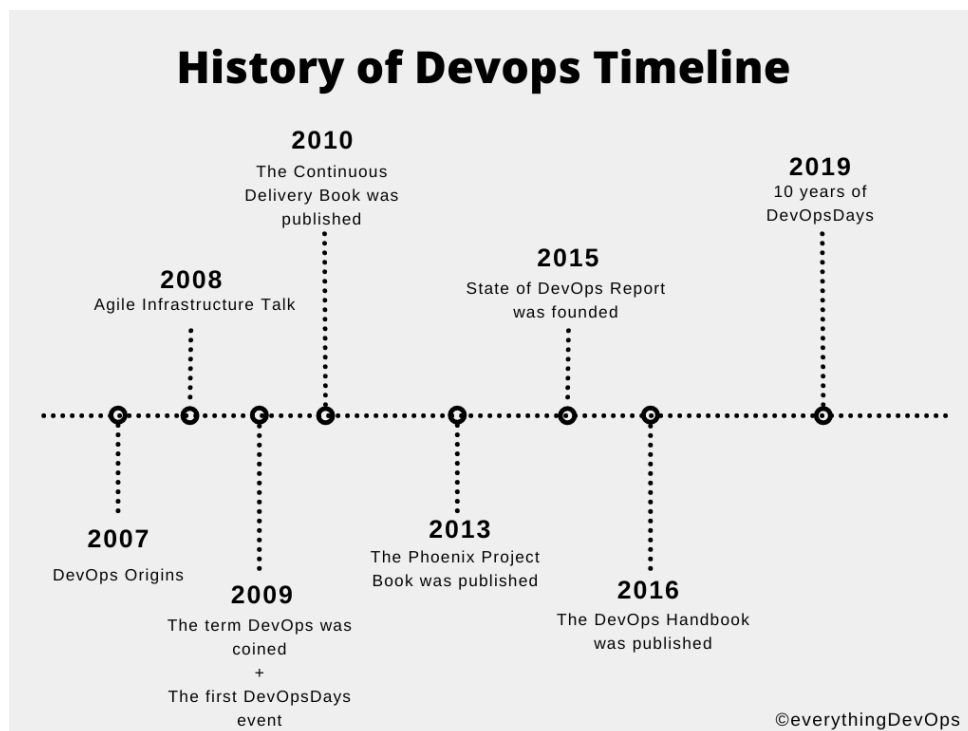 History of Devops Timeline
2010
The Continuous
Delivery Book was
published
2019
10 years of
DevOpsDays
2008
Agile Infrastructure Talk
2015
State of DevOps Report
was founded
2007
DevOps Origins
2009
The term DevOps was
coined
+
The first DevOpsDays
event
2013
The Phoenix Project
Book was published
2016
The DevOps Handbook
was published
©everythingDevOps